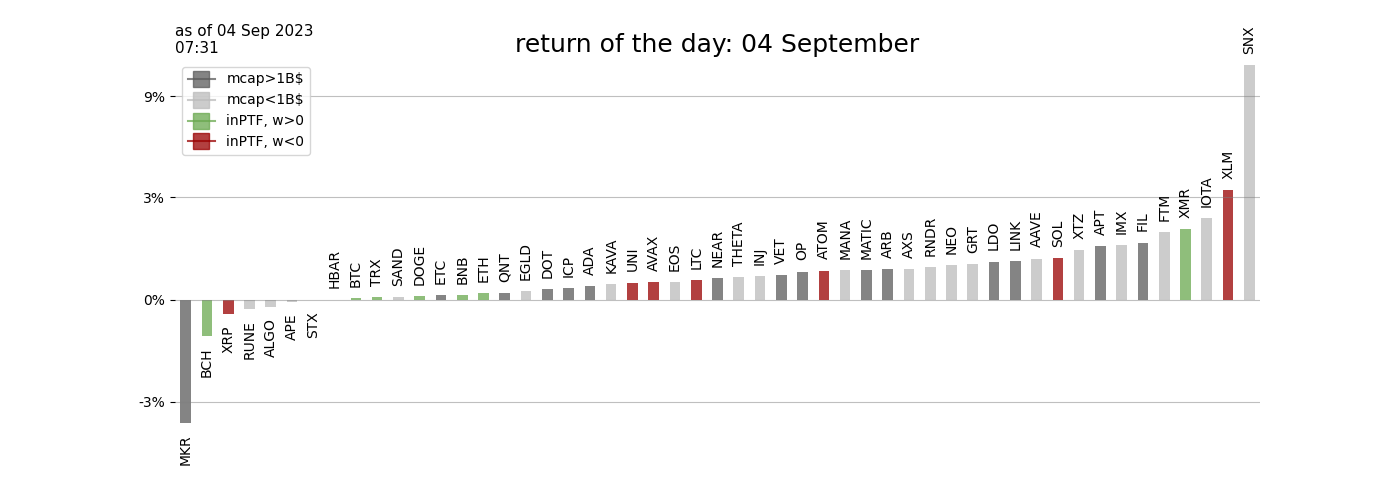 as of 04 Sep 2023
07:31
return of the day: 04 September
mcap>1B$
mcap<1B$
inPTF, w>0
inPTF, w<0
9%
3%
0%
-3%
MKR
BCH
XRP
RUNE
ALGO
APE
STX
HBAR
BTC
TRX
SAND
DOGE
ETC
BNB
ETH
QNT
EGLD
DOT
ICP
ADA
KAVA
UNI
AVAX
EOS
LTC
NEAR
THETA
INJ
VET
OP
ATOM
MANA
MATIC
ARB
AXS
RNDR
NEO
GRT
LDO
LINK
AAVE
SOL
XTZ
APT
IMX
FIL
FTM
XMR
IOTA
XLM
SNX